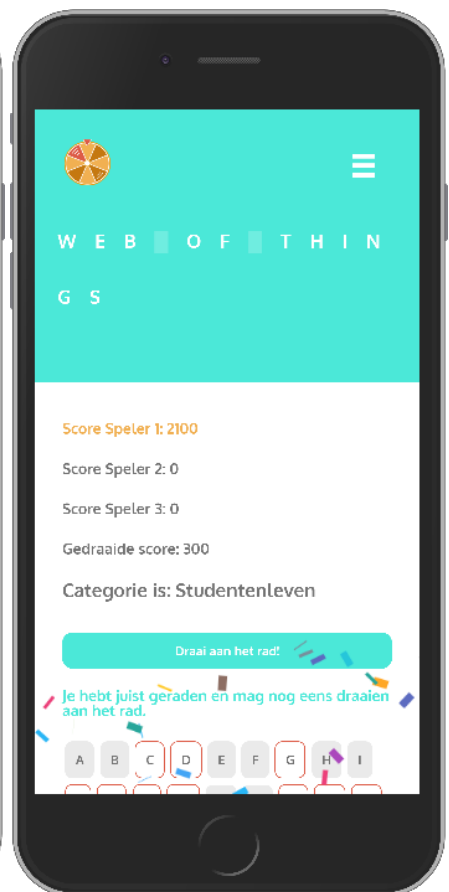 W E B O F T H I N
G S
Score Speler 1: 2100
Score Speler 2: 0
Score Speler 3: 0
Gedraaide score: 300
Categorie is: Studentenleven
Draai aan het rad!
Je hebt juist geraden en mag nog eens draaien
aan het rad.
A B C D E F G H I